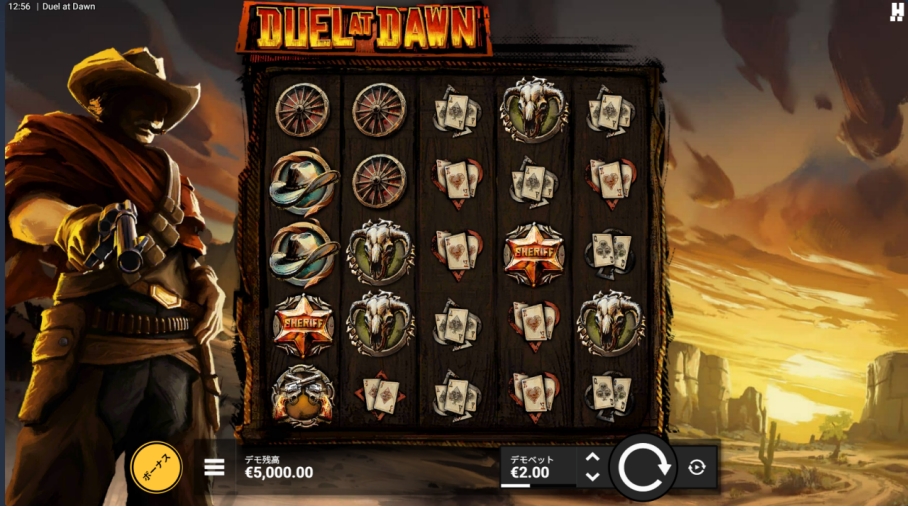 12:56 | Duel at Dawn
DUEL AT DAWN
SHERIFF
SHERIFF
ボーナス
デモ残高
€5,000.00
デモベット
€2.00